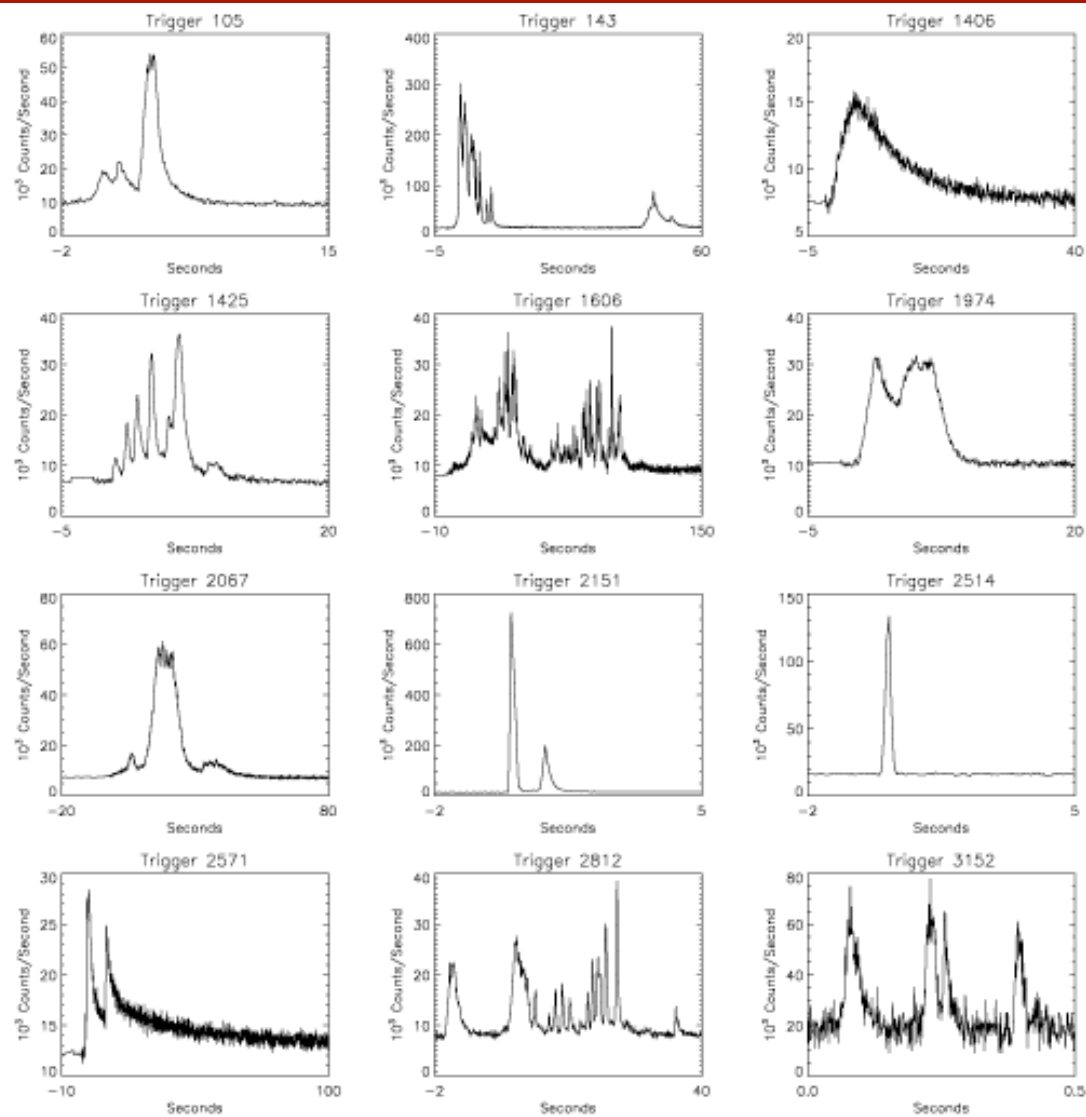 Trigger 105
60
50
40
30
20
10
0
10³ Counts/Second
-2
15
Seconds
Trigger 143
400
300
200
100
0
10³ Counts/Second
-5
60
Seconds
Trigger 1406
20
15
10
5
10³ Counts/Second
-5
40
Seconds
Trigger 1425
40
30
20
10
0
10³ Counts/Second
-5
20
Seconds
Trigger 1606
40
30
20
10
0
10³ Counts/Second
-10
150
Seconds
Trigger 1974
40
30
20
10
0
10³ Counts/Second
-5
20
Seconds
Trigger 2067
80
60
40
20
0
10³ Counts/Second
-20
80
Seconds
Trigger 2151
800
600
400
200
0
10³ Counts/Second
-2
5
Seconds
Trigger 2514
150
100
50
0
10³ Counts/Second
-2
5
Seconds
Trigger 2571
30
25
20
15
10
10³ Counts/Second
-10
100
Seconds
Trigger 2812
40
30
20
10
0
10³ Counts/Second
-2
40
Seconds
Trigger 3152
80
60
40
20
0
10³ Counts/Second
0.0
0.5
Seconds